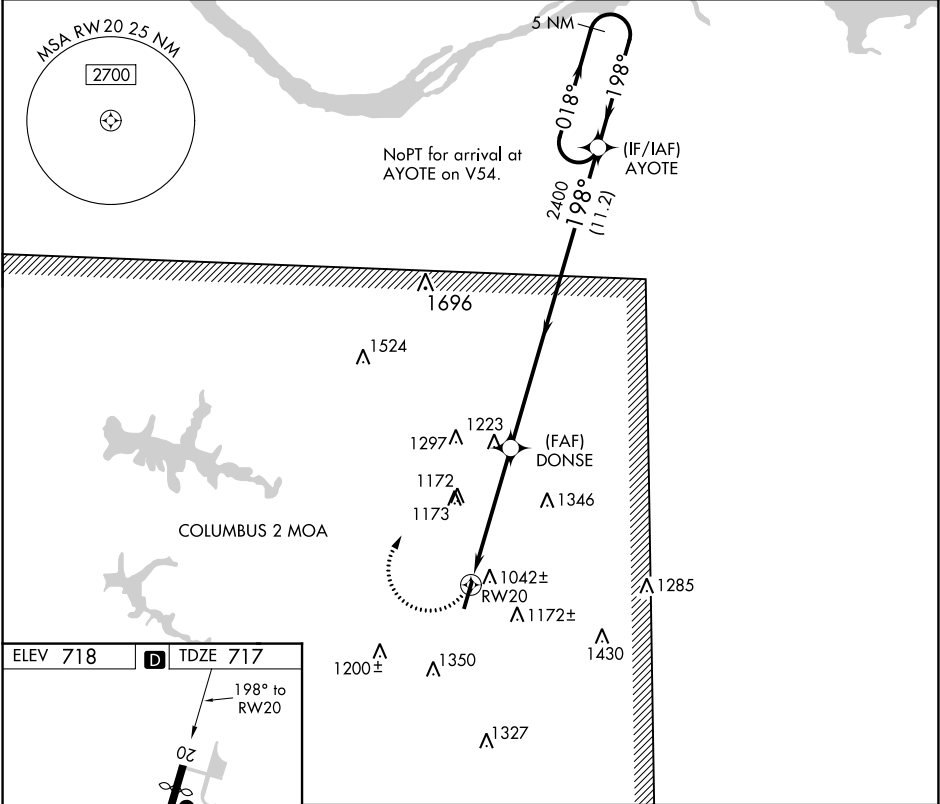 MSA RW20 25 NM
2700
5 NM
018°
198°
(IF/IAF)
AYOTE
NoPT for arrival at
AYOTE on V54.
2400
198°
(11.2)
1696
1524
1223
1297
(FAF)
DONSE
1172
1173
1346
COLUMBUS 2 MOA
1042±
RW20
1285
1172±
1430
1200±
1350
1327
ELEV 718
D
TDZE 717
198° to
RW20
20